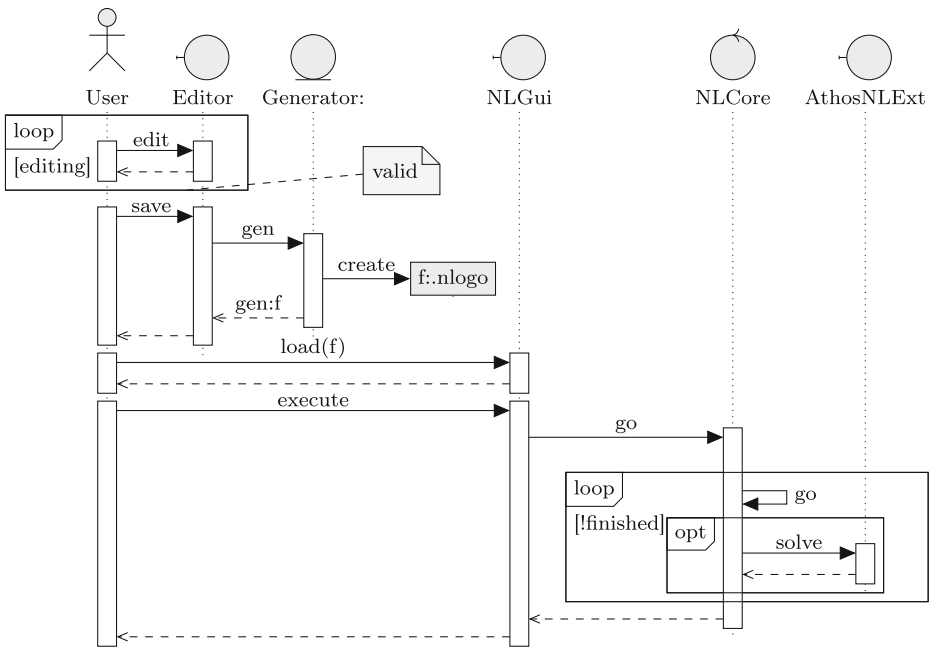 User Editor Generator: NLGui NLCore AthosNLExt
loop
edit
[editing]
valid
save
gen
create
f:.nlogo
gen:f
load(f)
execute
go
loop
go
[!finished]
opt
solve